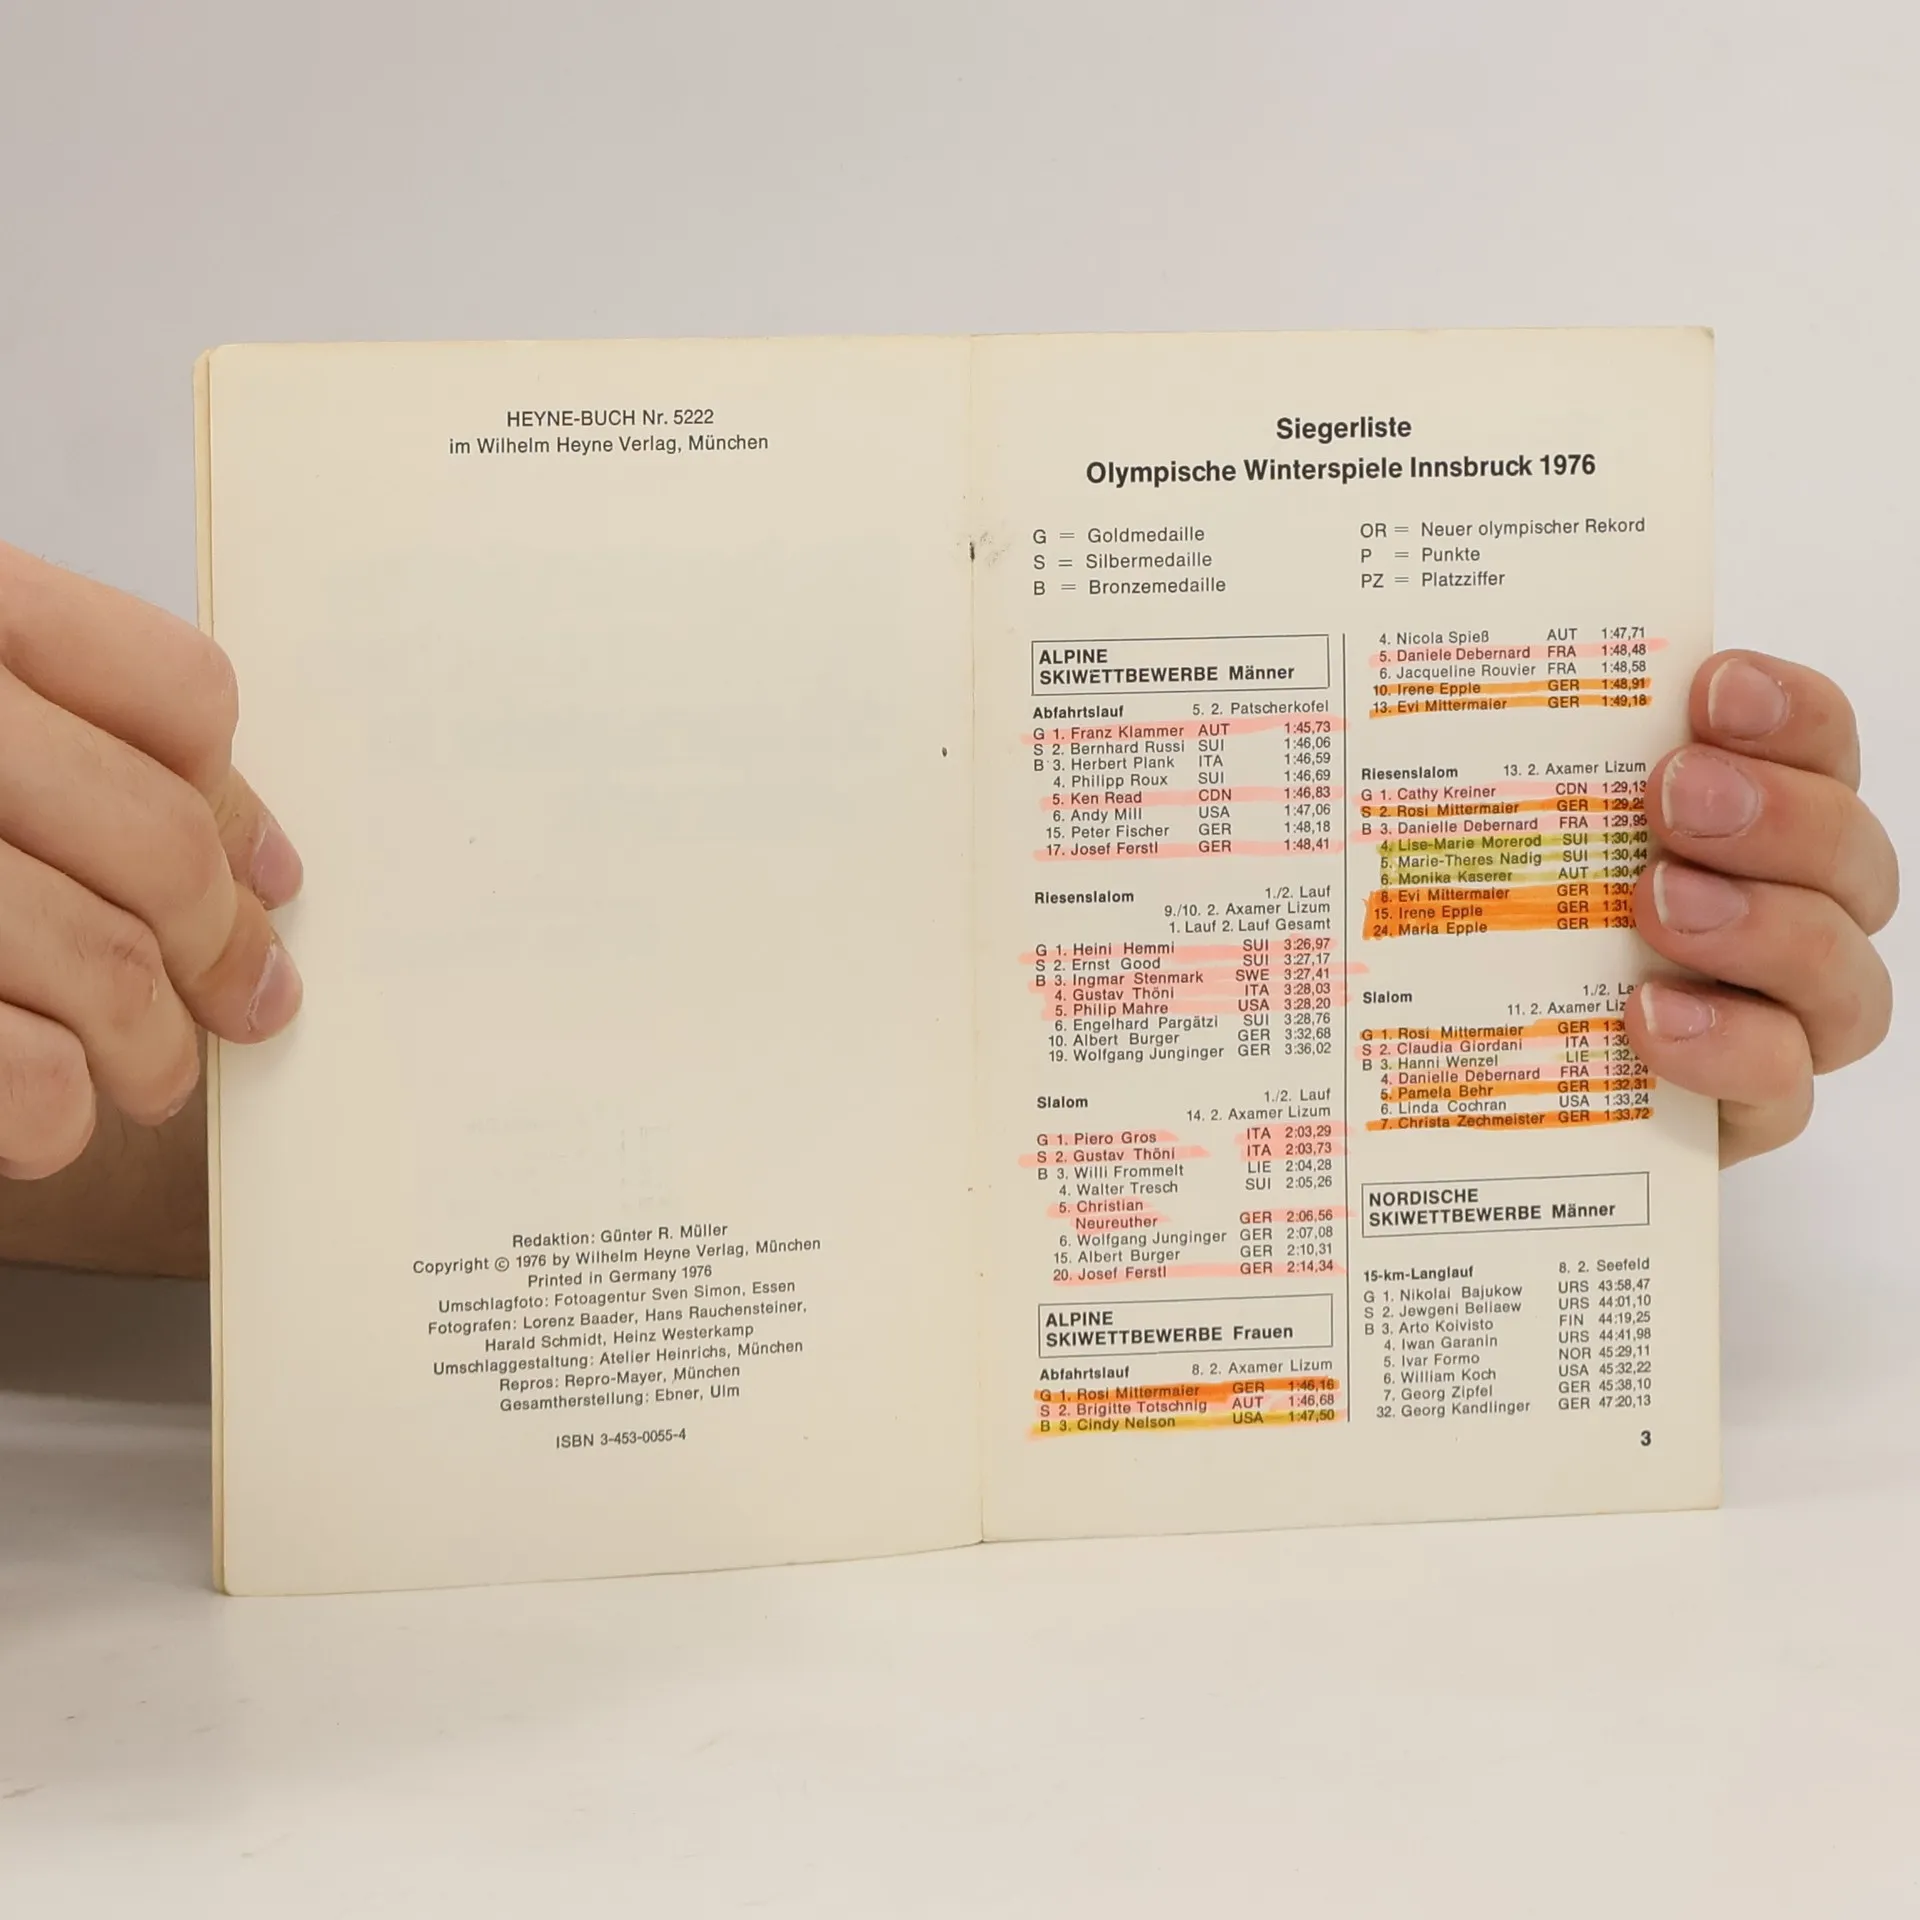 HEYNE-BUCH Nr. 5222
im Wilhelm Heyne Verlag, München
Redaktion: Günter R. Müller
Copyright © 1976 by Wilhelm Heyne Verlag, München
Printed in Germany 1976
Umschlagfoto: Fotoagentur Sven Simon, Essen
Fotografen: Lorenz Baader, Hans Rauchensteiner,
Harald Schmidt, Heinz Westerkamp
Umschlaggestaltung: Atelier Heinrichs, München
Repros: Repro-Mayer, München
Gesamtherstellung: Ebner, Ulm
ISBN 3-453-0055-4
Siegerliste
Olympische Winterspiele Innsbruck 1976
G = Goldmedaille
S = Silbermedaille
B = Bronzemedaille
OR = Neuer olympischer Rekord
P = Punkte
PZ = Platzziffer
ALPINE
SKIWETTBEWERBE Männer
Abfahrtslauf 5. 2. Patscherkofel
G 1. Franz Klammer AUT 1:45,73
S 2. Bernhard Russi SUI 1:46,06
B 3. Herbert Plank ITA 1:46,59
4. Philipp Roux SUI 1:46,69
5. Ken Read CDN 1:46,83
6. Andy Mill USA 1:47,06
15. Peter Fischer GER 1:48,18
17. Josef Ferstl GER 1:48,41
Riesenslalom 1./2. Lauf
9./10. 2. Axamer Lizum
1. Lauf 2. Lauf Gesamt
G 1. Heini Hemmi SUI 3:26,97
S 2. Ernst Good SUI 3:27,17
B 3. Ingmar Stenmark SWE 3:27,41
4. Gustav Thöni ITA 3:28,03
5. Philip Mahre USA 3:28,20
6. Engelhard Pargätzi SUI 3:28,76
10. Albert Burger GER 3:32,68
19. Wolfgang Junginger GER 3:36,02
Slalom 1./2. Lauf
14. 2. Axamer Lizum
G 1. Piero Gros ITA 2:03,29
S 2. Gustav Thöni ITA 2:03,73
B 3. Willi Frommelt LIE 2:04,28
4. Walter Tresch SUI 2:05,26
5. Christian
Neureuther GER 2:06,56
6. Wolfgang Junginger GER 2:07,08
15. Albert Burger GER 2:10,31
20. Josef Ferstl GER 2:14,34
ALPINE
SKIWETTBEWERBE Frauen
Abfahrtslauf 8. 2. Axamer Lizum
G 1. Rosi Mittermaier GER 1:46,16
S 2. Brigitte Totschnig AUT 1:46,68
B 3. Cindy Nelson USA 1:47,50
4. Nicola Spieß AUT 1:47,71
5. Daniele Debernard FRA 1:48,48
6. Jacqueline Rouvier FRA 1:48,58
10. Irene Epple GER 1:48,91
13. Evi Mittermaier GER 1:49,18
Riesenslalom 13. 2. Axamer Lizum
G 1. Cathy Kreiner CDN 1:29,13
S 2. Rosi Mittermaier GER
B 3. Danielle Debernard FRA 1:29,95
4. Lise-Marie Morerod SUI 1:30,40
5. Marie-Theres Nadig SUI 1:30,44
6. Monika Kaserer AUT
8. Evi Mittermaier GER
15. Irene Epple GER
24. Maria Epple GER
Slalom 1./2.
11. 2. Axamer
G 1. Rosi Mittermaier GER
S 2. Claudia Giordani ITA
B 3. Hanni Wenzel LIE
4. Danielle Debernard FRA 1:32,24
5. Pamela Behr GER 1:32,31
6. Linda Cochran USA 1:33,24
7. Christa Zechmeister GER 1:33,72
NORDISCHE
SKIWETTBEWERBE Männer
15-km-Langlauf 8. 2. Seefeld
G 1. Nikolai Bajukow URS 43:58,47
S 2. Jewgeni Beliaew URS 44:01,10
B 3. Arto Koivisto FIN 44:19,25
4. Iwan Garanin URS 44:41,98
5. Ivar Formo NOR 45:29,11
6. William Koch USA 45:32,22
7. Georg Zipfel GER 45:38,10
32. Georg Kandlinger GER 47:20,13
3